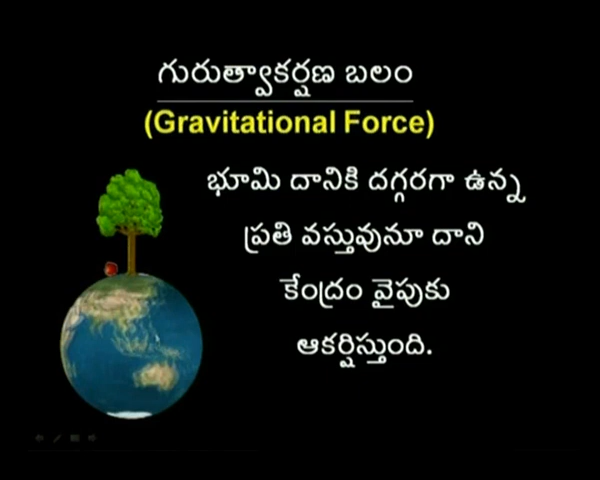 గురుత్వాకర్షణ బలం
(Gravitational Force)
భూమి దానికి దగ్గరగా ఉన్న
ప్రతి వస్తువునూ దాని
కేంద్రం వైపుకు
ఆకర్షిస్తుంది.